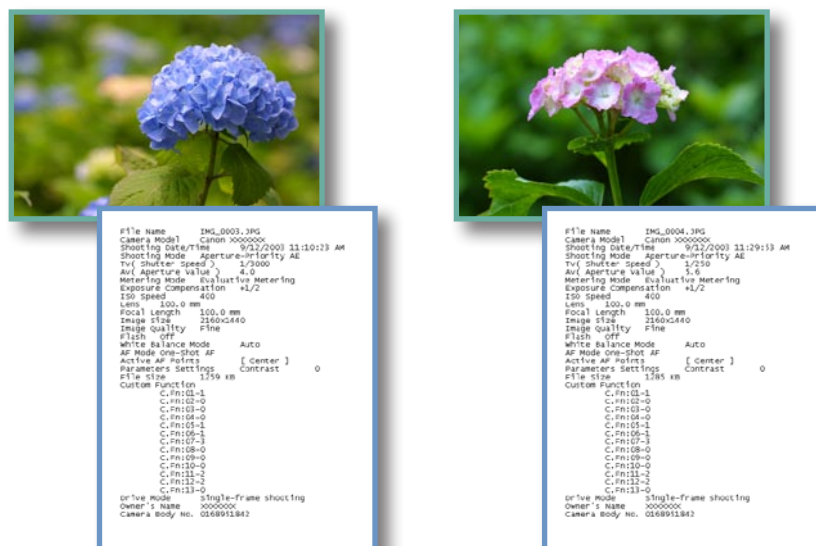 File Name IMG_0003.JPG
Camera Model Canon XXXXXXX
Shooting Date/Time 9/12/2003 11:10:23 AM
Shooting Mode Aperture-Priority AE
Tv( Shutter Speed ) 1/3000
Av( Aperture Value ) 4.0
Metering Mode Evaluative Metering
Exposure Compensation +1/2
ISO Speed 400
Lens 100.0 mm
Focal Length 100.0 mm
Image Size 2160x1440
Image Quality Fine
Flash Off
White Balance Mode Auto
AF Mode One-Shot AF
Active AF Points [ Center ]
Parameters Settings Contrast 0
File Size 1259 KB
Custom Function
C.Fn:01-1
C.Fn:02-0
C.Fn:03-0
C.Fn:04-0
C.Fn:05-1
C.Fn:06-1
C.Fn:07-3
C.Fn:08-0
C.Fn:09-0
C.Fn:10-0
C.Fn:11-2
C.Fn:12-2
C.Fn:13-0
Drive Mode Single-frame shooting
Owner's Name XXXXXXX
Camera Body No. 0168951842
File Name IMG_0004.JPG
Camera Model Canon XXXXXXX
Shooting Date/Time 9/12/2003 11:29:53 AM
Shooting Mode Aperture-Priority AE
Tv( Shutter Speed ) 1/250
Av( Aperture Value ) 5.6
Metering Mode Evaluative Metering
Exposure Compensation +1/2
ISO Speed 400
Lens 100.0 mm
Focal Length 100.0 mm
Image Size 2160x1440
Image Quality Fine
Flash Off
White Balance Mode Auto
AF Mode One-Shot AF
Active AF Points [ Center ]
Parameters Settings Contrast 0
File Size 1285 KB
Custom Function
C.Fn:01-1
C.Fn:02-0
C.Fn:03-0
C.Fn:04-0
C.Fn:05-1
C.Fn:06-1
C.Fn:07-3
C.Fn:08-0
C.Fn:09-0
C.Fn:10-0
C.Fn:11-2
C.Fn:12-2
C.Fn:13-0
Drive Mode Single-frame shooting
Owner's Name XXXXXXX
Camera Body No. 0168951842